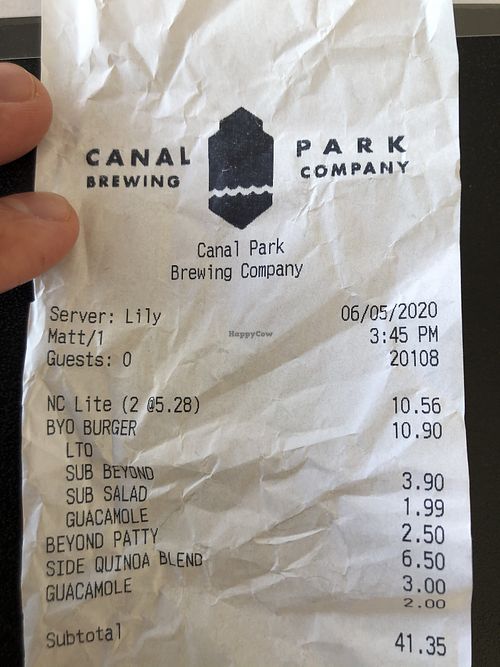 CANAL PARK
BREWING COMPANY
Canal Park
Brewing Company
Server: Lily 06/05/2020
Matt/1 3:45 PM
Guests: 0 20108
HappyCow
NC Lite (2 @5.28) 10.56
BYO BURGER 10.90
LTO
SUB BEYOND 3.90
SUB SALAD 1.99
GUACAMOLE 2.50
BEYOND PATTY 6.50
SIDE QUINOA BLEND 3.00
GUACAMOLE 2.00
Subtotal 41.35